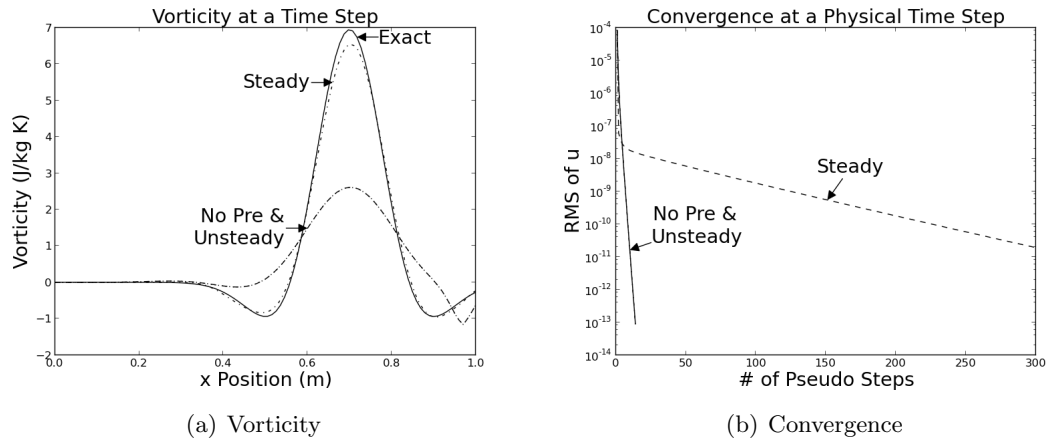 Vorticity at a Time Step
7
6
5
4
3
2
1
0
−1
−2
Vorticity (J/kg K)
Exact
Steady
No Pre &
Unsteady
0.0 0.2 0.4 0.6 0.8 1.0
x Position (m)
(a) Vorticity
Convergence at a Physical Time Step
10^-4
10^-5
10^-6
10^-7
10^-8
10^-9
10^-10
10^-11
10^-12
10^-13
10^-14
RMS of u
Steady
No Pre &
Unsteady
0 50 100 150 200 250 300
# of Pseudo Steps
(b) Convergence